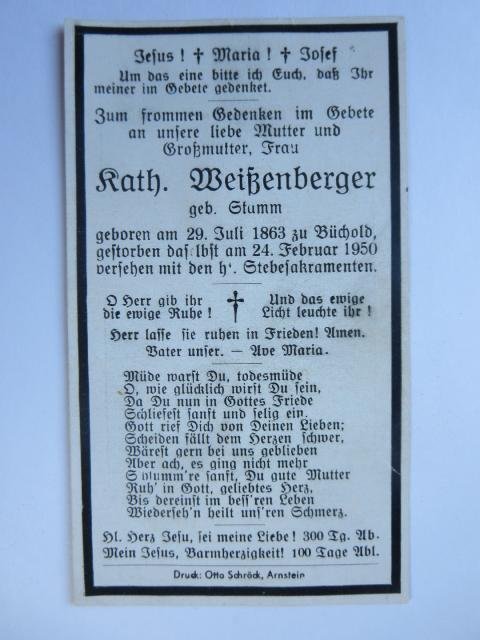 Jesus! † Maria! † Josef
Um das eine bitte ich Euch, daß Ihr
meiner im Gebete gedenket.
Zum frommen Gedenken im Gebete
an unsere liebe Mutter und
Großmutter, Frau
Kath. Weißenberger
geb. Stumm
geboren am 29. Juli 1863 zu Büchold,
gestorben daselbst am 24. Februar 1950
versehen mit den hl. Stebesakramenten.
O Herr gib ihr
die ewige Ruhe!
†
Und das ewige
Licht leuchte ihr!
Herr lasse sie ruhen in Frieden! Amen.
Vater unser. — Ave Maria.
Müde warst Du, todesmüde
O, wie glücklich wirst Du sein,
Da Du nun in Gottes Friede
Schliefest sanft und selig ein.
Gott rief Dich von Deinen Lieben;
Scheiden fällt dem Herzen schwer,
Wärest gern bei uns geblieben
Aber ach, es ging nicht mehr
Schlumm're sanft, Du gute Mutter
Ruh' in Gott, geliebtes Herz,
Bis dereinst im bess'ren Leben
Wiederseh'n heilt uns'ren Schmerz.
Hl. Herz Jesu, sei meine Liebe! 300 Tg. Ab.
Mein Jesus, Barmherzigkeit! 100 Tage Abl.
Druck: Otto Schröck, Arnstein